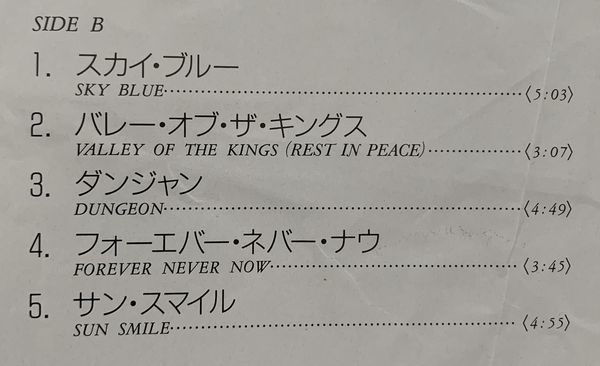 SIDE B
1. スカイ・ブルー
SKY BLUE⟨5:03⟩
2. バレー・オブ・ザ・キングス
VALLEY OF THE KINGS (REST IN PEACE)⟨3:07⟩
3. ダンジャン
DUNGEON⟨4:49⟩
4. フォーエバー・ネバー・ナウ
FOREVER NEVER NOW⟨3:45⟩
5. サン・スマイル
SUN SMILE⟨4:55⟩